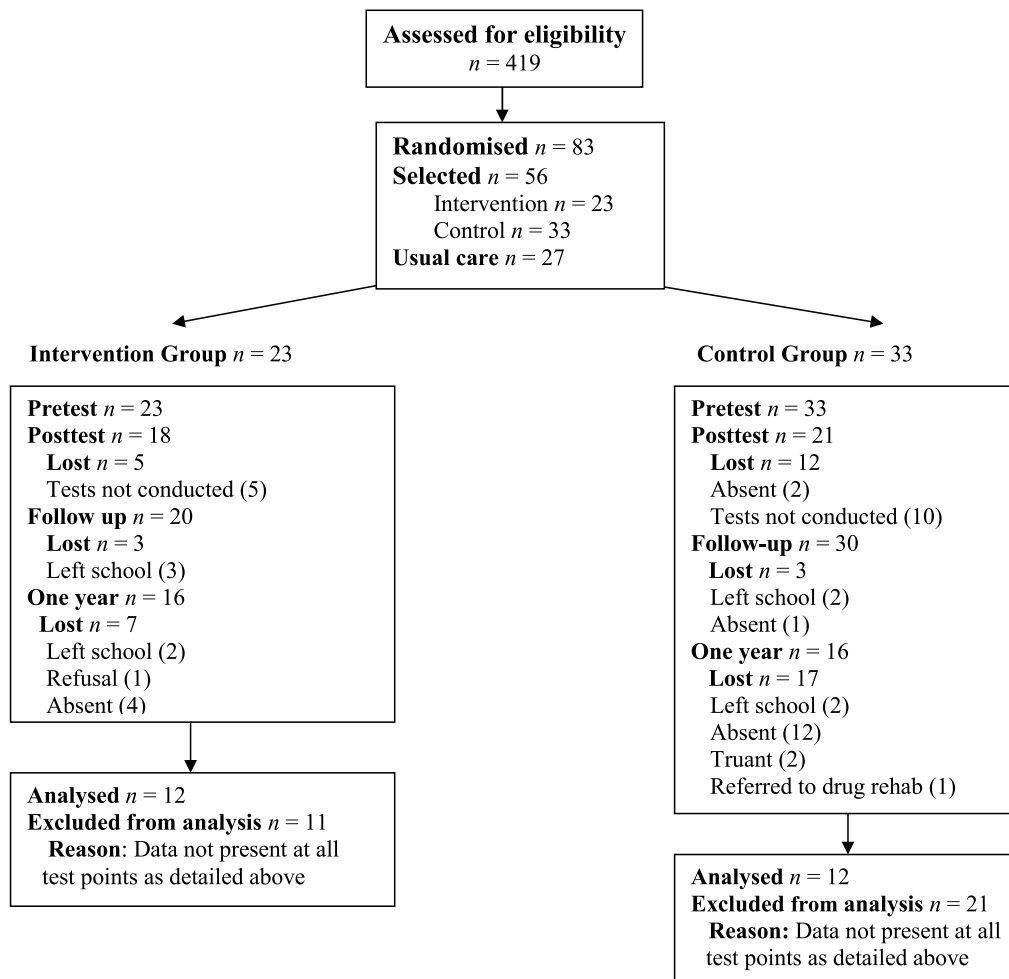 Assessed for eligibility
n = 419
Randomised n = 83
Selected n = 56
Intervention n = 23
Control n = 33
Usual care n = 27
Intervention Group n = 23
Pretest n = 23
Posttest n = 18
Lost n = 5
Tests not conducted (5)
Follow up n = 20
Lost n = 3
Left school (3)
One year n = 16
Lost n = 7
Left school (2)
Refusal (1)
Absent (4)
Analysed n = 12
Excluded from analysis n = 11
Reason: Data not present at all
test points as detailed above
Control Group n = 33
Pretest n = 33
Posttest n = 21
Lost n = 12
Absent (2)
Tests not conducted (10)
Follow-up n = 30
Lost n = 3
Left school (2)
Absent (1)
One year n = 16
Lost n = 17
Left school (2)
Absent (12)
Truant (2)
Referred to drug rehab (1)
Analysed n = 12
Excluded from analysis n = 21
Reason: Data not present at all
test points as detailed above